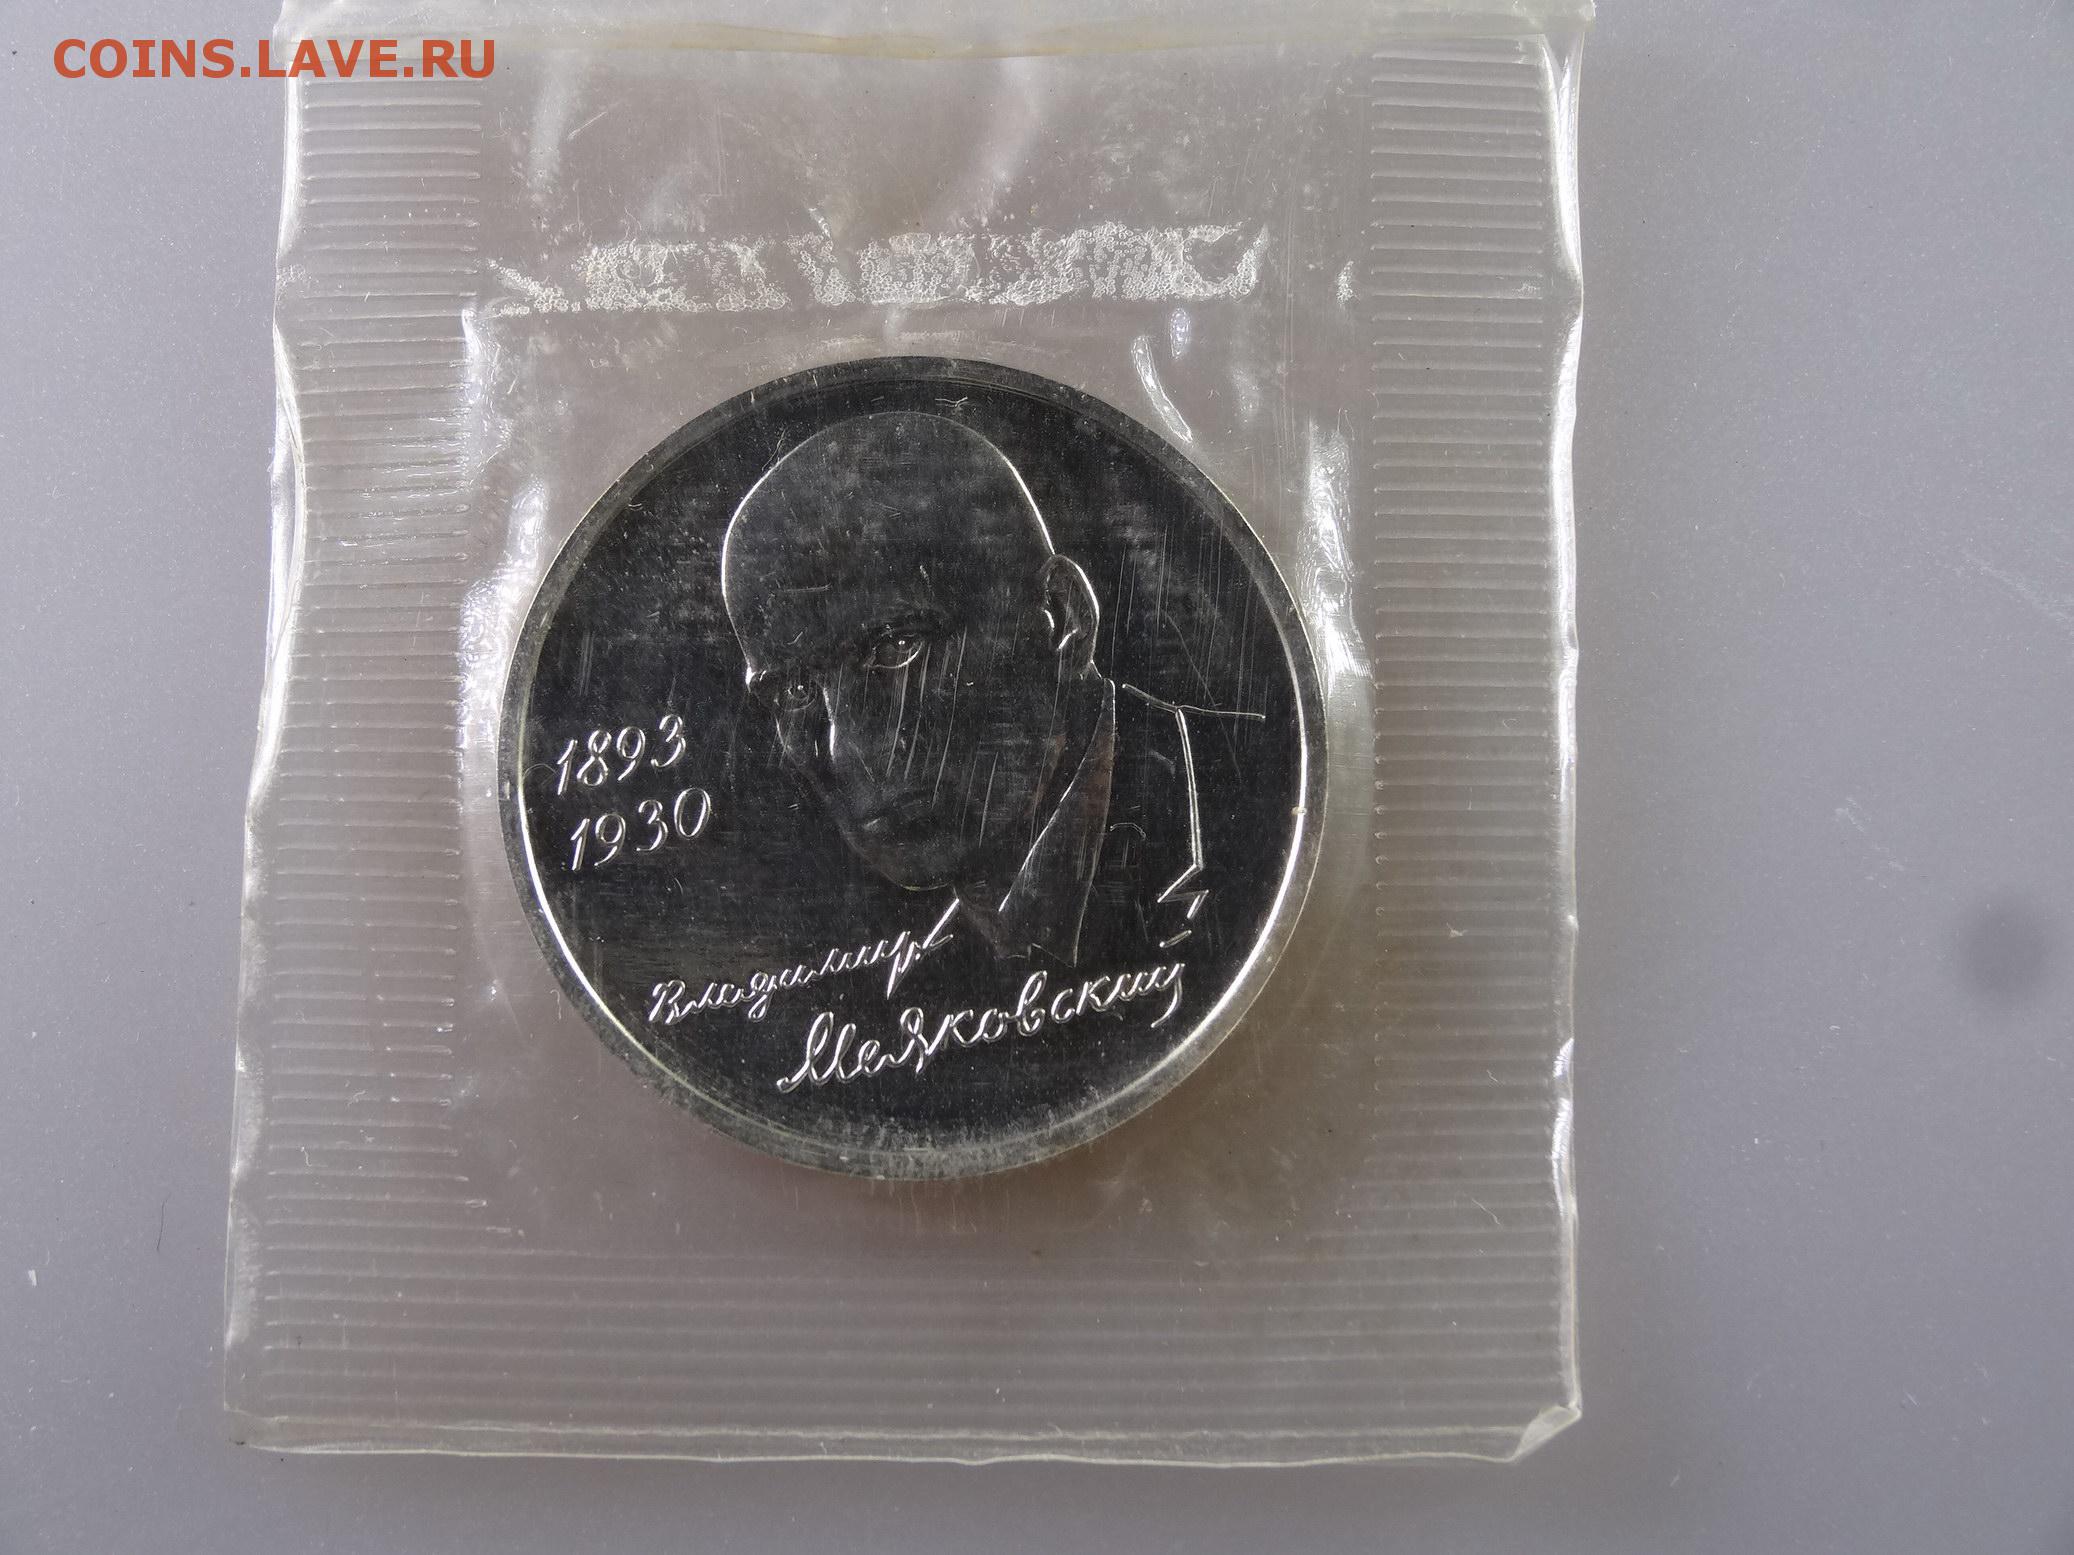 COINS.LAVE.RU
1893
1930
Владимир
Маяковский